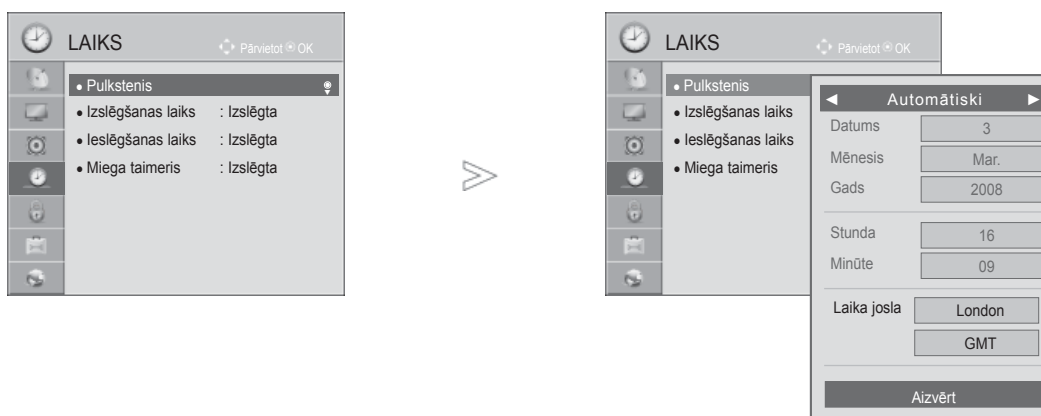 LAIKS
Pārvietot OK
• Pulkstenis
• Izslēgšanas laiks : Izslēgta
• Ieslēgšanas laiks : Izslēgta
• Miega taimeris : Izslēgta
LAIKS
Pārvietot OK
• Pulkstenis
• Izslēgšanas laiks
• Ieslēgšanas laiks
• Miega taimeris
◄ Automātiski ►
Datums 3
Mēnesis Mar.
Gads 2008
Stunda 16
Minūte 09
Laika josla London
GMT
Aizvērt